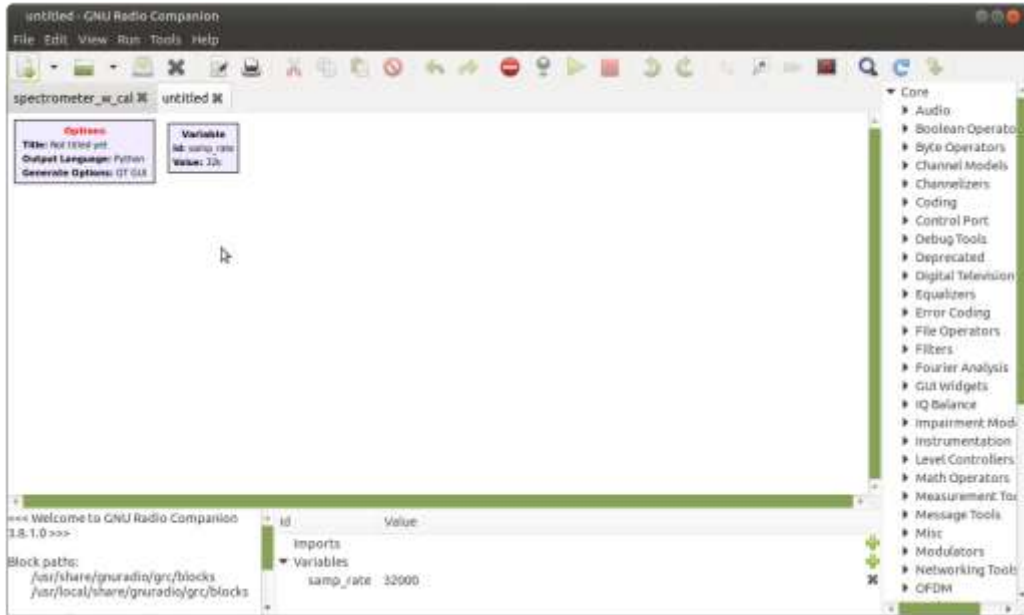 untitled - GNU Radio Companion
File Edit View Run Tools Help
spectrometer_w_cal
untitled
Options
Title: Not titled yet
Output Language: Python
Generate Options: QT GUI
Variable
Id: samp_rate
Value: 32k
Core
Audio
Boolean Operato
Byte Operators
Channel Models
Channelizers
Coding
Control Port
Debug Tools
Deprecated
Digital Television
Equalizers
Error Coding
File Operators
Filters
Fourier Analysis
GUI Widgets
IQ Balance
Impairment Mod
Instrumentation
Level Controllers
Math Operators
Measurement Too
Message Tools
Misc
Modulators
Networking Tools
OFDM
<<< Welcome to GNU Radio Companion
3.8.1.0 >>>
Block paths:
/usr/share/gnuradio/grc/blocks
/usr/local/share/gnuradio/grc/blocks
Id Value
Imports
Variables
samp_rate 32000